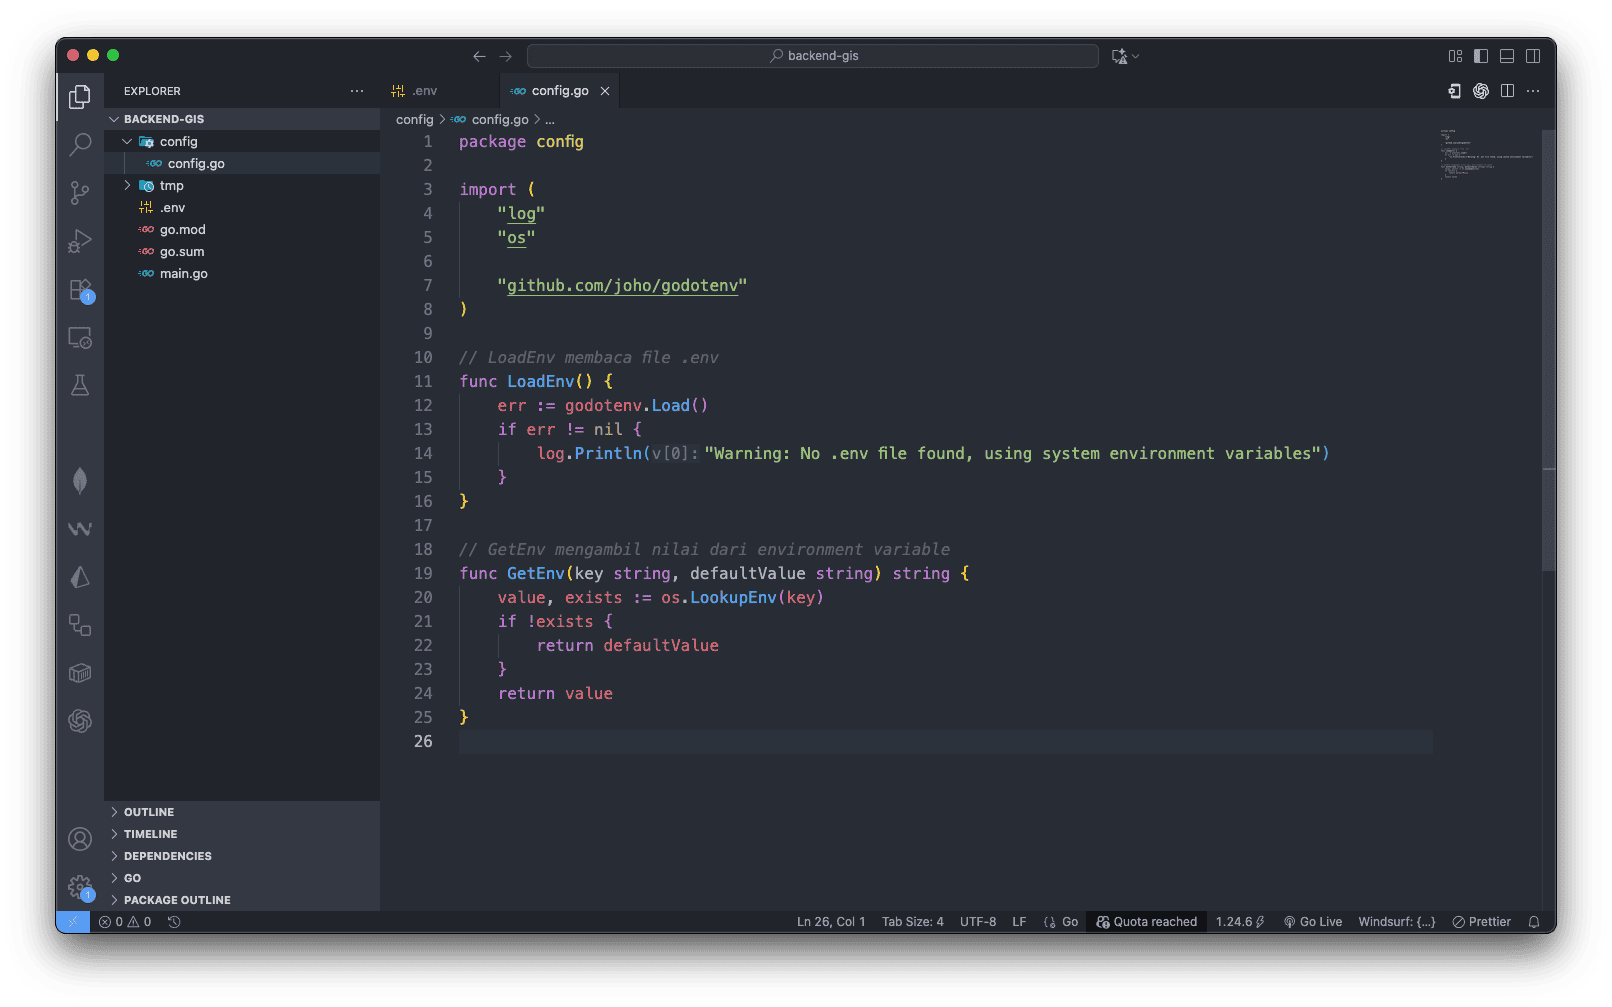 backend-gis
EXPLORER
.env
config.go
BACKEND-GIS
config
config.go
tmp
.env
go.mod
go.sum
main.go
config > config.go > ...
1 package config
2
3 import (
4 "log"
5 "os"
6
7 "github.com/joho/godotenv"
8 )
9
10 // LoadEnv membaca file .env
11 func LoadEnv() {
12 err := godotenv.Load()
13 if err != nil {
14 log.Println(v[0]: "Warning: No .env file found, using system environment variables")
15 }
16 }
17
18 // GetEnv mengambil nilai dari environment variable
19 func GetEnv(key string, defaultValue string) string {
20 value, exists := os.LookupEnv(key)
21 if !exists {
22 return defaultValue
23 }
24 return value
25 }
26
1
OUTLINE
TIMELINE
DEPENDENCIES
GO
PACKAGE OUTLINE
1
0 0 Ln 26, Col 1 Tab Size: 4 UTF-8 LF Go Quota reached 1.24.6 Go Live Windsurf: {...} Prettier